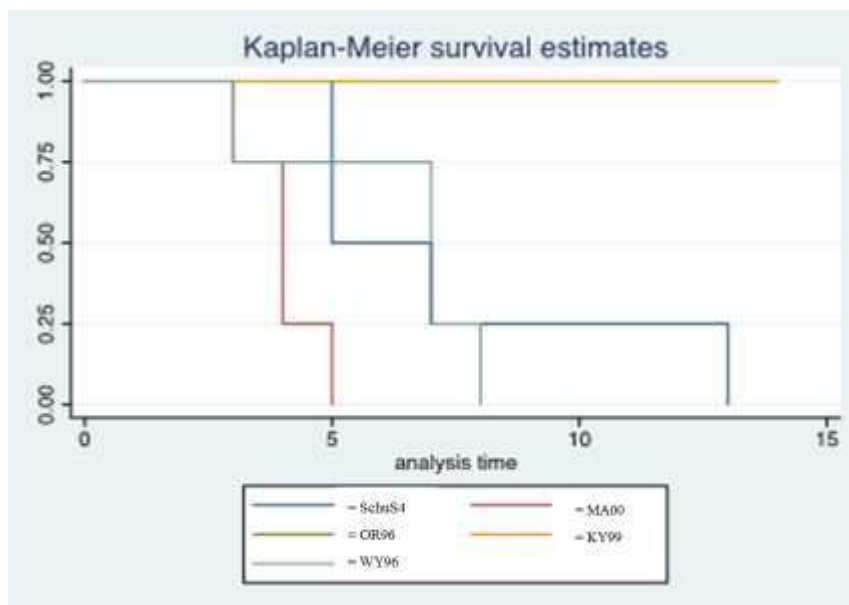 Kaplan-Meier survival estimates
1.00
0.75
0.50
0.25
0.00
0 5 10 15
analysis time
= SchuS4 = MA00
= OR96 = KY99
= WY96